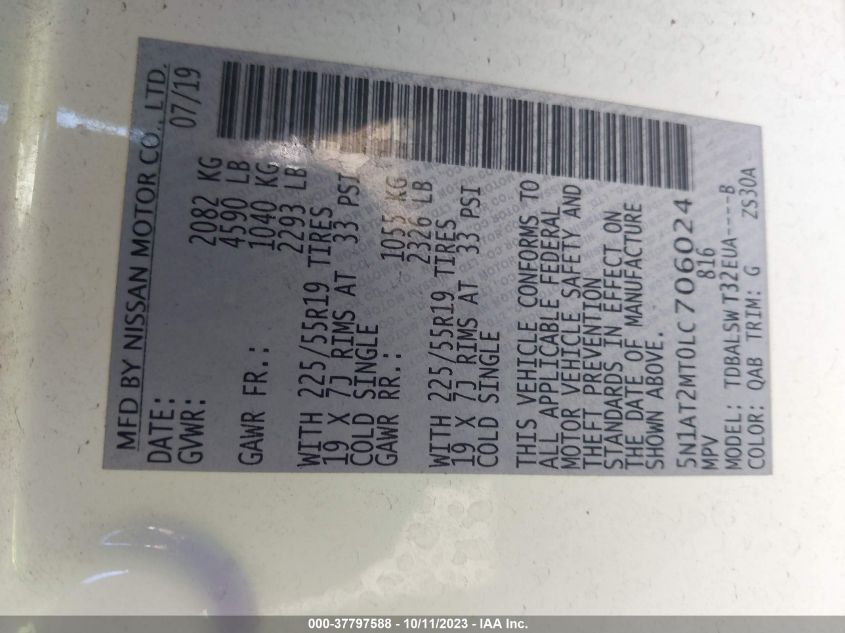 MFD BY NISSAN MOTOR CO., LTD.
DATE: 07/19
GVWR: 2082 KG
4590 LB
GAWR FR.: 1040 KG
2293 LB
WITH 225/55R19 TIRES
19 X 7J RIMS AT 33 PSI
COLD SINGLE
GAWR RR.: 1055 KG
2326 LB
WITH 225/55R19 TIRES
19 X 7J RIMS AT 33 PSI
COLD SINGLE
THIS VEHICLE CONFORMS TO
ALL APPLICABLE FEDERAL
MOTOR VEHICLE SAFETY AND
THEFT PREVENTION
STANDARDS IN EFFECT ON
THE DATE OF MANUFACTURE
SHOWN ABOVE.
5N1AT2MT0LC706024
MPV 816
MODEL: TDBALSW T32EUA----B
COLOR: QAB TRIM: G ZS30A
000-37797588 - 10/11/2023 - IAA Inc.